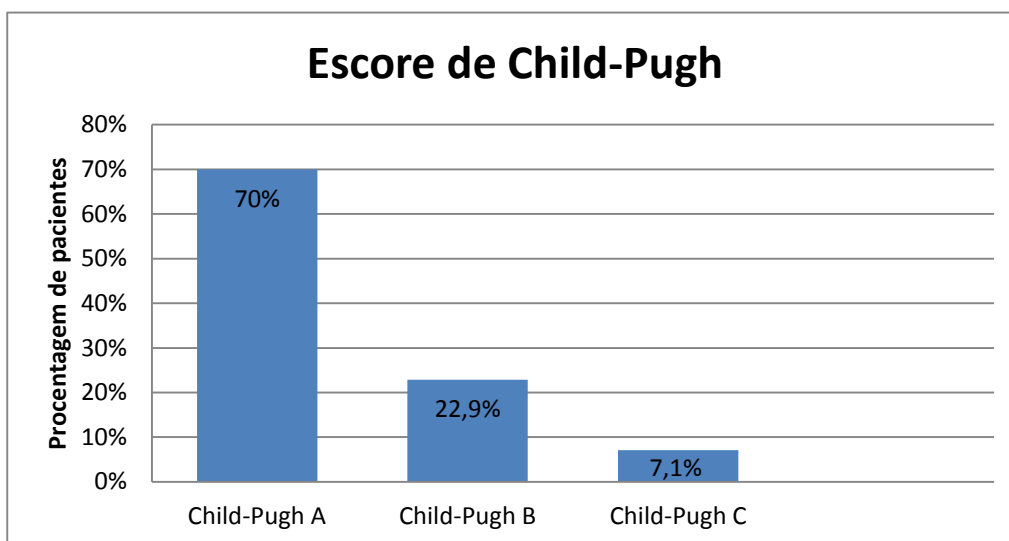 Escore de Child-Pugh
Procentagem de pacientes
80%
70%
60%
50%
40%
30%
20%
10%
0%
70%
22,9%
7,1%
Child-Pugh A
Child-Pugh B
Child-Pugh C